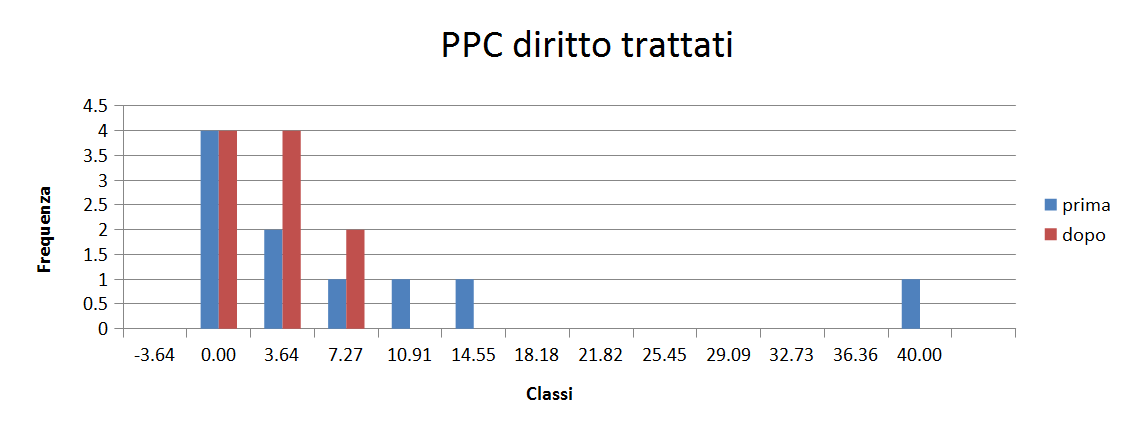 PPC diritto trattati
4.5
4
3.5
3
2.5
2
1.5
1
0.5
0
Frequenza
-3.64 0.00 3.64 7.27 10.91 14.55 18.18 21.82 25.45 29.09 32.73 36.36 40.00
Classi
prima
dopo